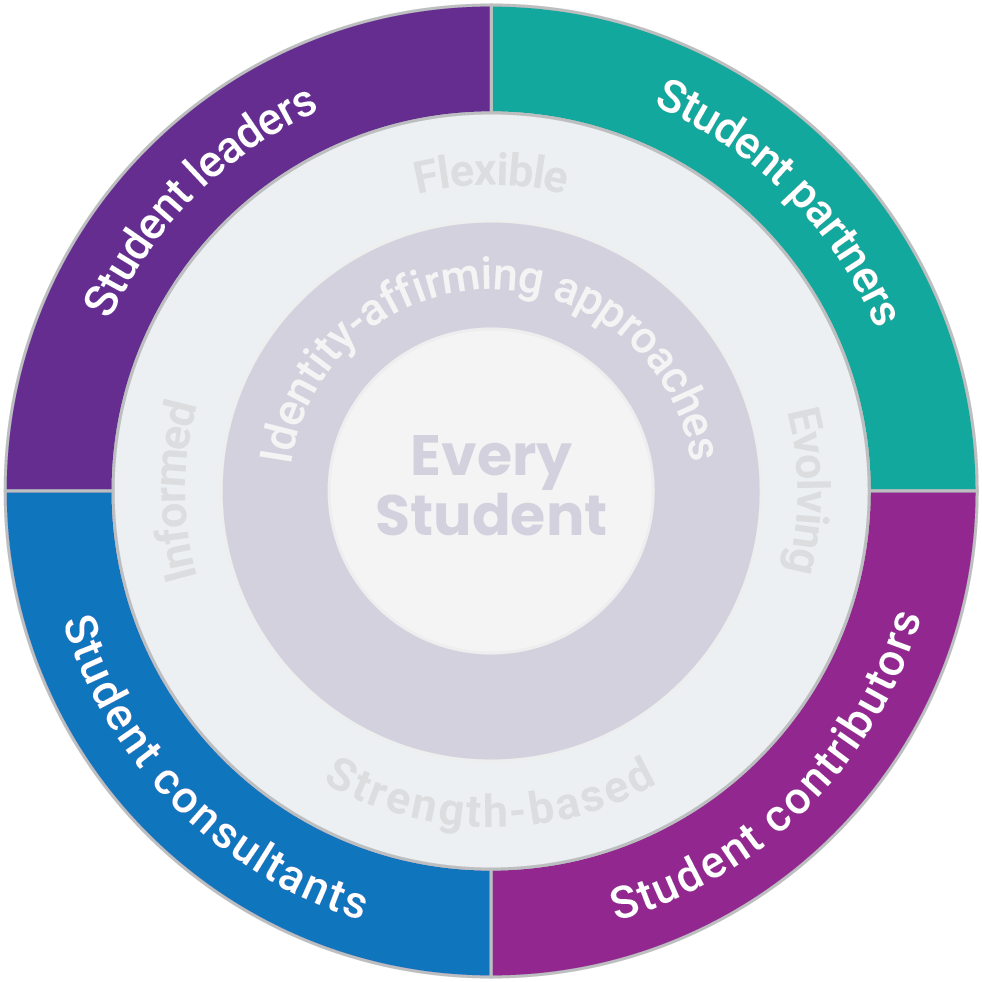 Student leaders
Student partners
Flexible
Identity-affirming approaches
Informed
Evolving
Every
Student
Strength-based
Student consultants
Student contributors